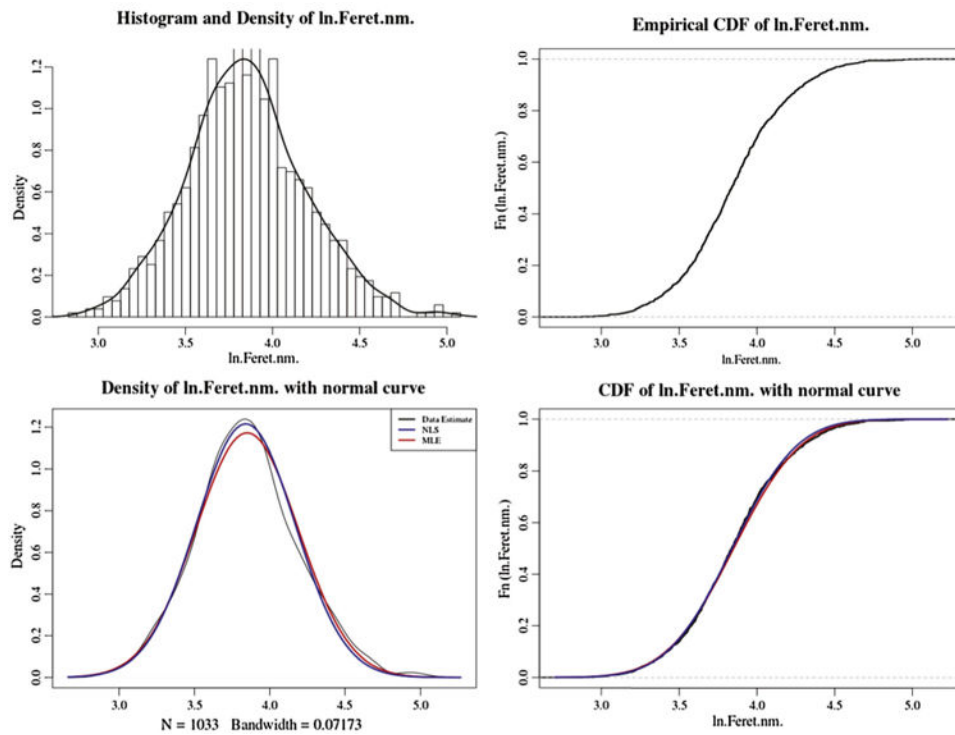 Histogram and Density of ln.Feret.nm.
Density
0.0 0.2 0.4 0.6 0.8 1.0 1.2
3.0 3.5 4.0 4.5 5.0
ln.Feret.nm.
Empirical CDF of ln.Feret.nm.
Fn (ln.Feret.nm.)
0.0 0.2 0.4 0.6 0.8 1.0
3.0 3.5 4.0 4.5 5.0
ln.Feret.nm.
Density of ln.Feret.nm. with normal curve
Density
0.0 0.2 0.4 0.6 0.8 1.0 1.2
Data Estimate
NLS
MLE
3.0 3.5 4.0 4.5 5.0
N = 1033 Bandwidth = 0.07173
CDF of ln.Feret.nm. with normal curve
Fn (ln.Feret.nm.)
0.0 0.2 0.4 0.6 0.8 1.0
3.0 3.5 4.0 4.5 5.0
ln.Feret.nm.